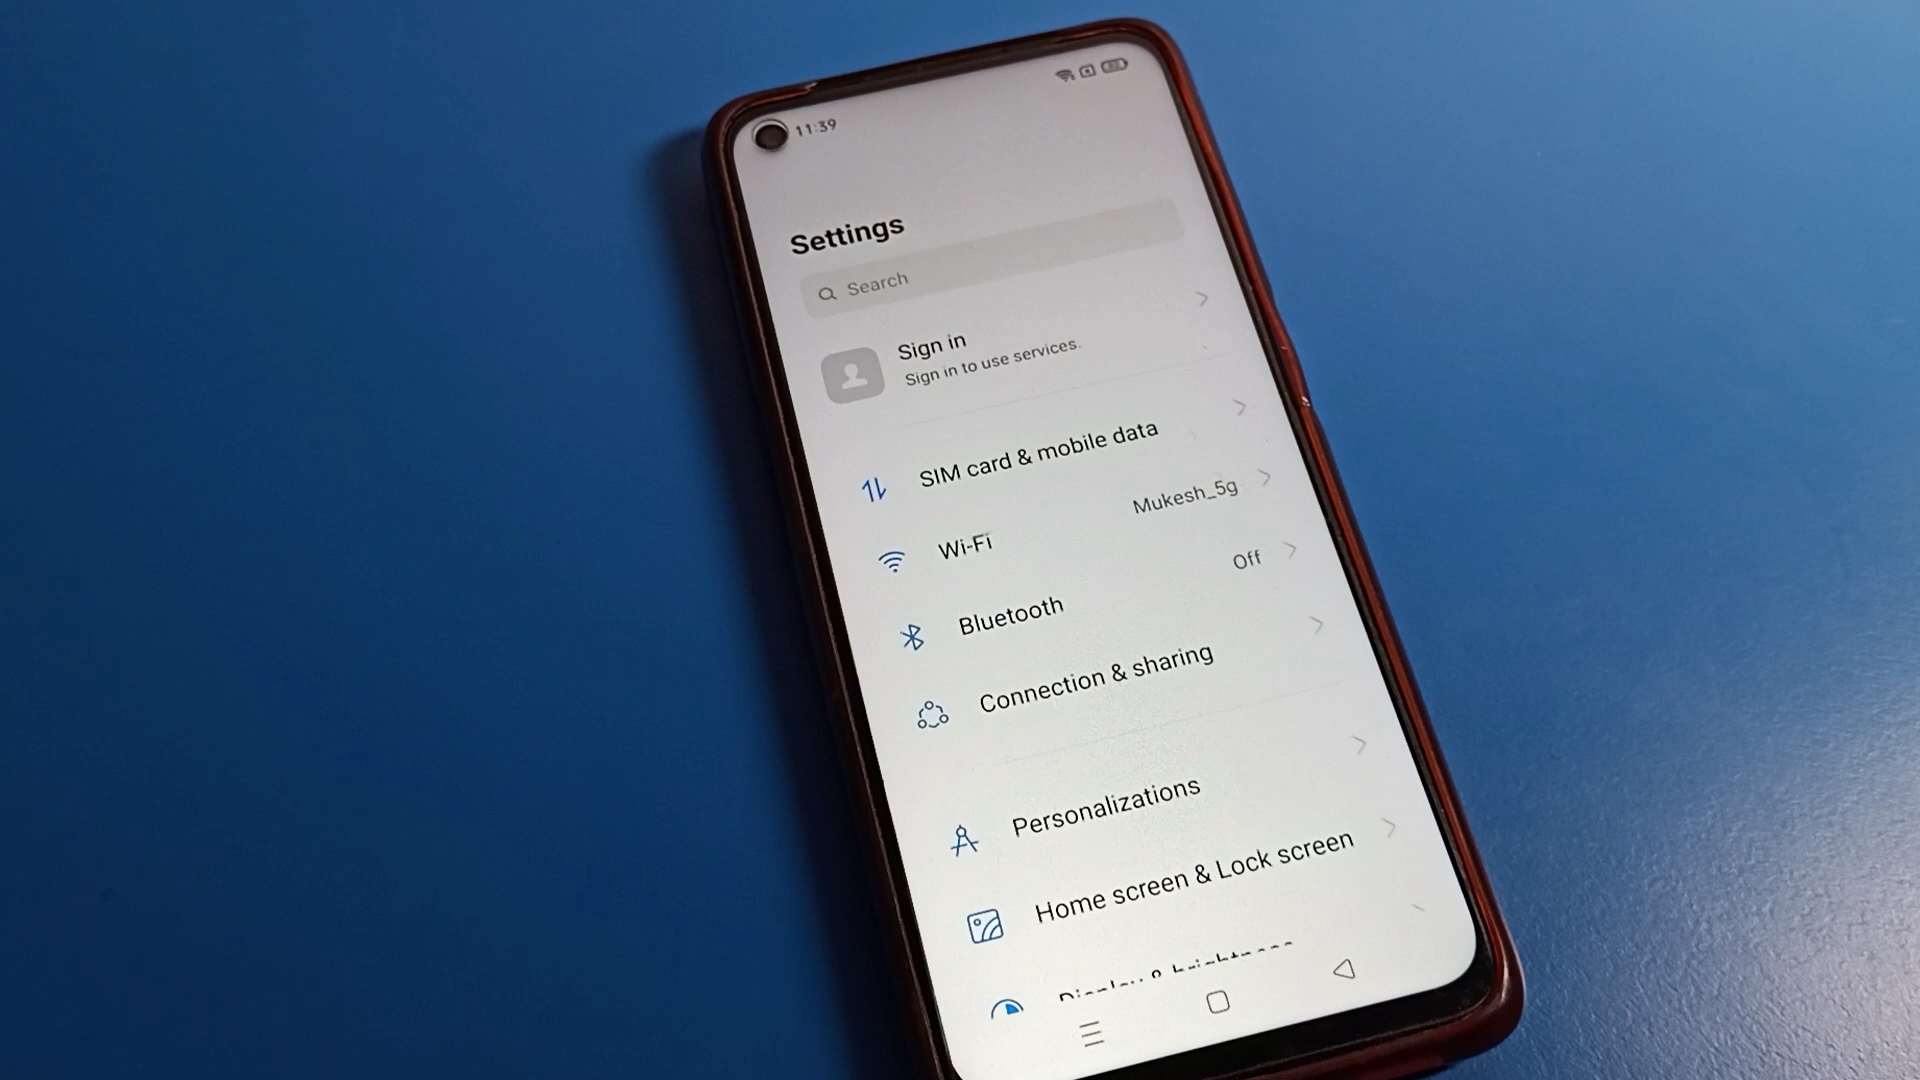 11:39
Settings
Search
Sign in
Sign in to use services.
SIM card & mobile data
Wi-Fi
Mukesh_5g
Bluetooth
Off
Connection & sharing
Personalizations
Home screen & Lock screen